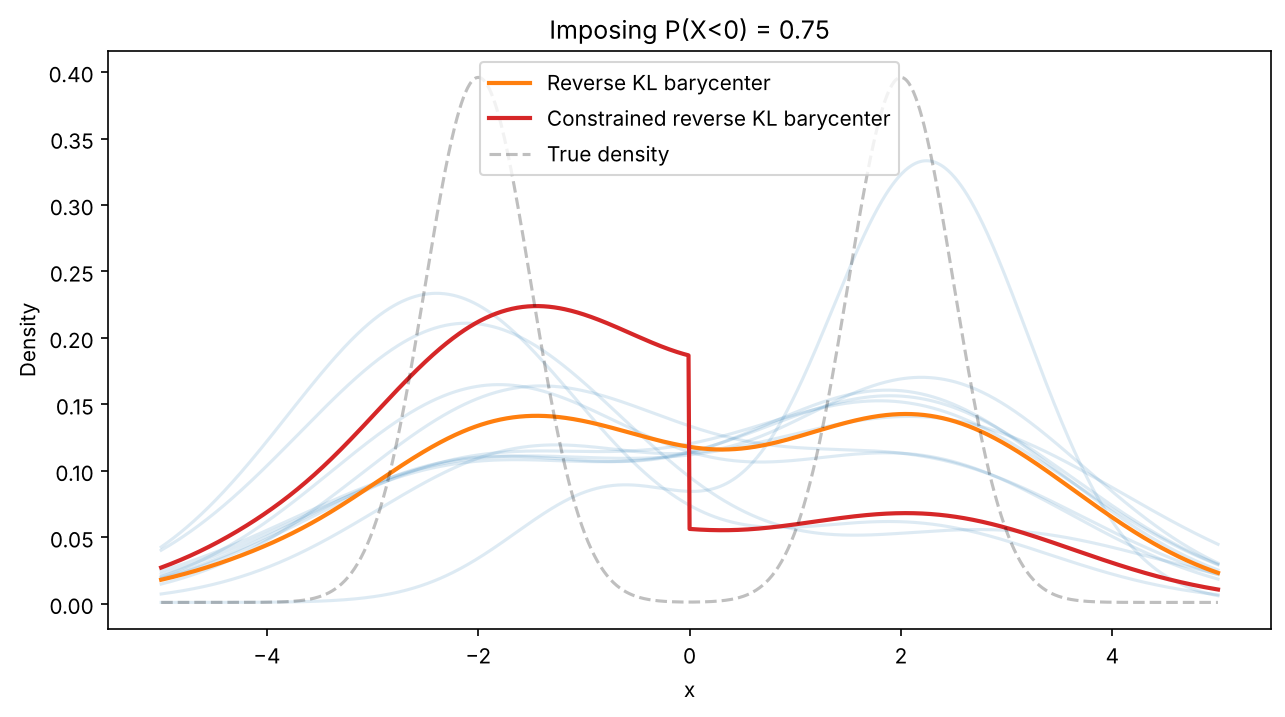 Imposing P(X<0) = 0.75
Reverse KL barycenter
Constrained reverse KL barycenter
True density
Density
0.40
0.35
0.30
0.25
0.20
0.15
0.10
0.05
0.00
−4 −2 0 2 4
x